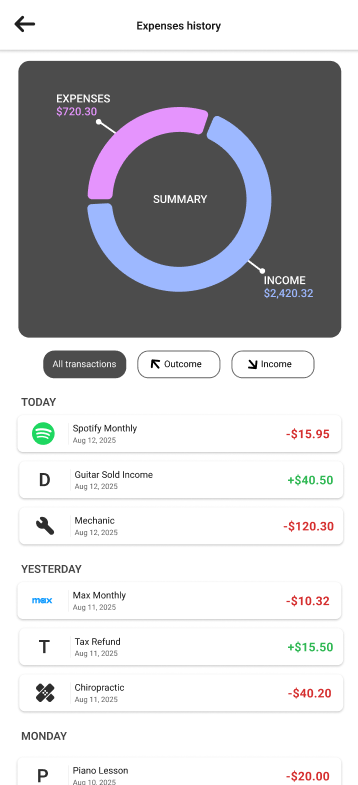 Expenses history
EXPENSES
$720.30
SUMMARY
INCOME
$2,420.32
All transactions
Outcome
Income
TODAY
Spotify Monthly
Aug 12, 2025
-$15.95
D
Guitar Sold Income
Aug 12, 2025
+$40.50
Mechanic
Aug 12, 2025
-$120.30
YESTERDAY
max
Max Monthly
Aug 11, 2025
-$10.32
T
Tax Refund
Aug 11, 2025
+$15.50
Chiropractic
Aug 11, 2025
-$40.20
MONDAY
P
Piano Lesson
Aug 10, 2025
-$20.00